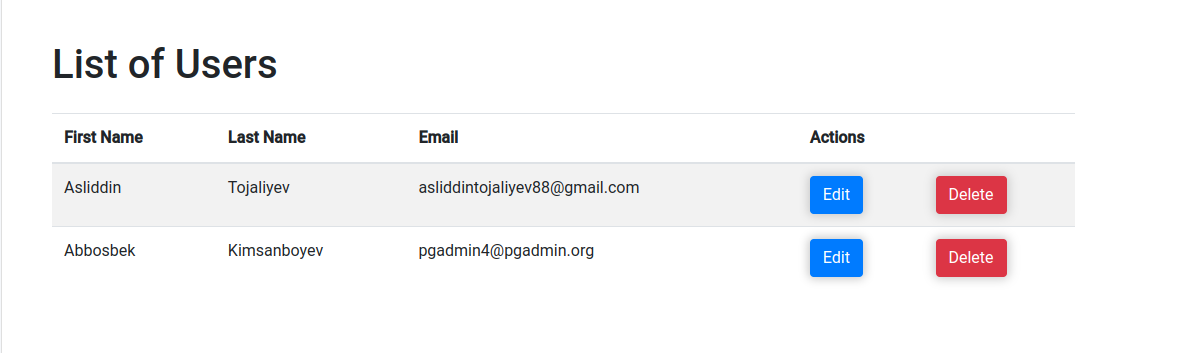 List of Users
First Name Last Name Email Actions
Asliddin Tojaliyev asliddintojaliyev88@gmail.com Edit Delete
Abbosbek Kimsanboyev pgadmin4@pgadmin.org Edit Delete